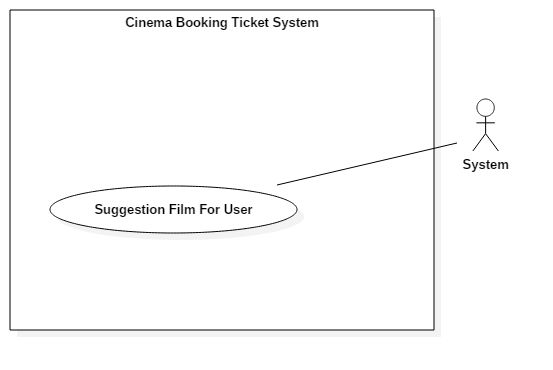 Cinema Booking Ticket System
System
Suggestion Film For User